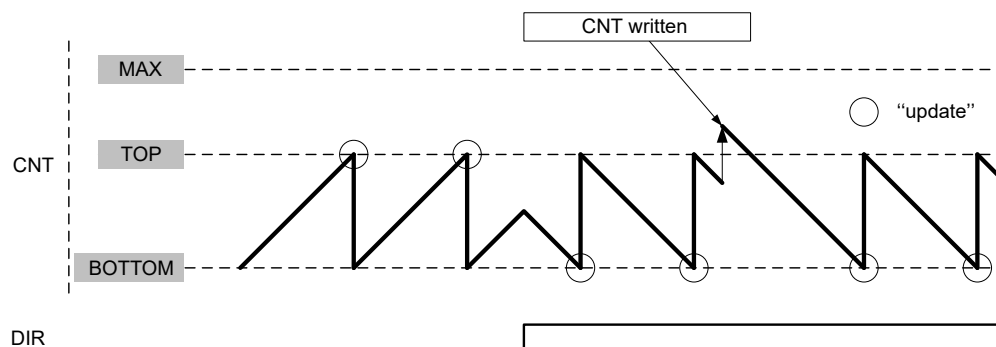 CNT written
MAX
“update”
TOP
CNT
BOTTOM
DIR